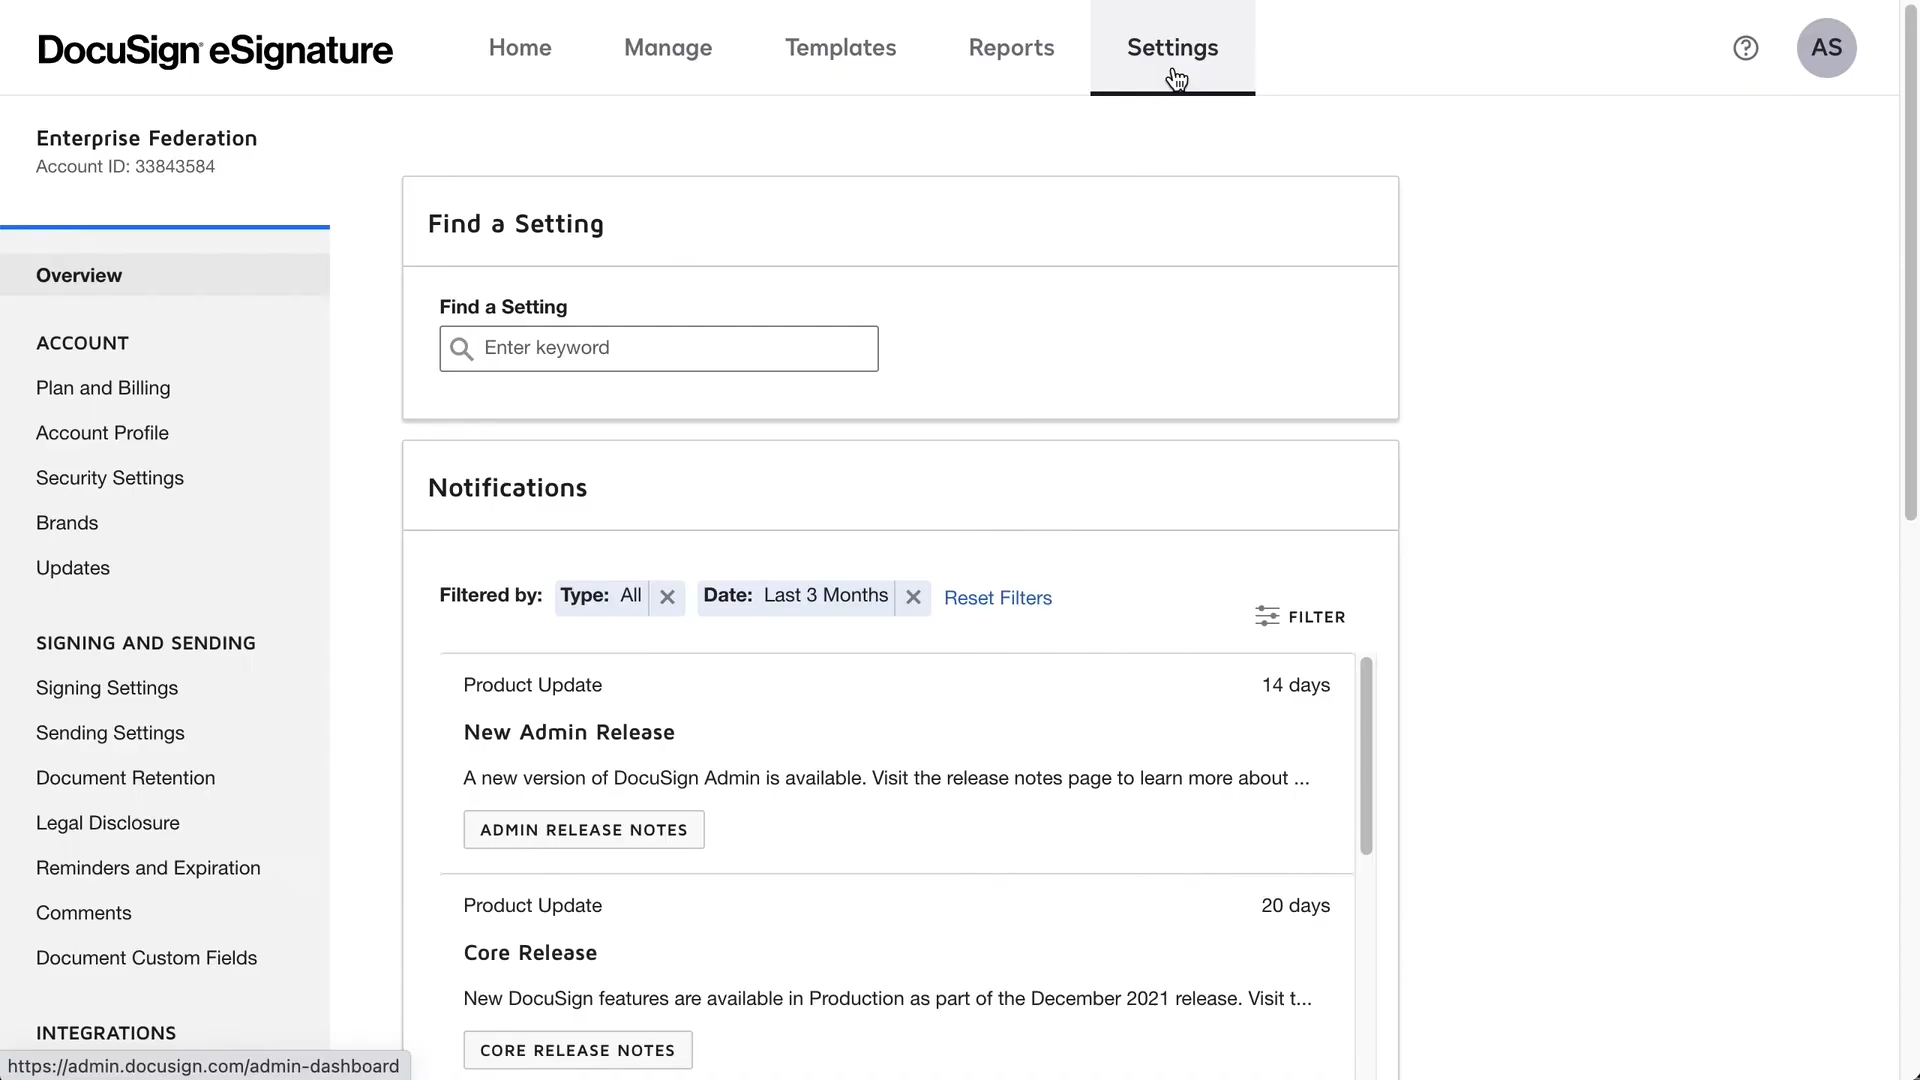 DocuSign eSignature
Home
Manage
Templates
Reports
Settings
AS
Enterprise Federation
Account ID: 33843584
Overview
ACCOUNT
Plan and Billing
Account Profile
Security Settings
Brands
Updates
SIGNING AND SENDING
Signing Settings
Sending Settings
Document Retention
Legal Disclosure
Reminders and Expiration
Comments
Document Custom Fields
INTEGRATIONS
https://admin.docusign.com/admin-dashboard
Find a Setting
Find a Setting
Enter keyword
Notifications
Filtered by: Type: All Date: Last 3 Months Reset Filters
FILTER
Product Update 14 days
New Admin Release
A new version of DocuSign Admin is available. Visit the release notes page to learn more about ...
ADMIN RELEASE NOTES
Product Update 20 days
Core Release
New DocuSign features are available in Production as part of the December 2021 release. Visit t...
CORE RELEASE NOTES